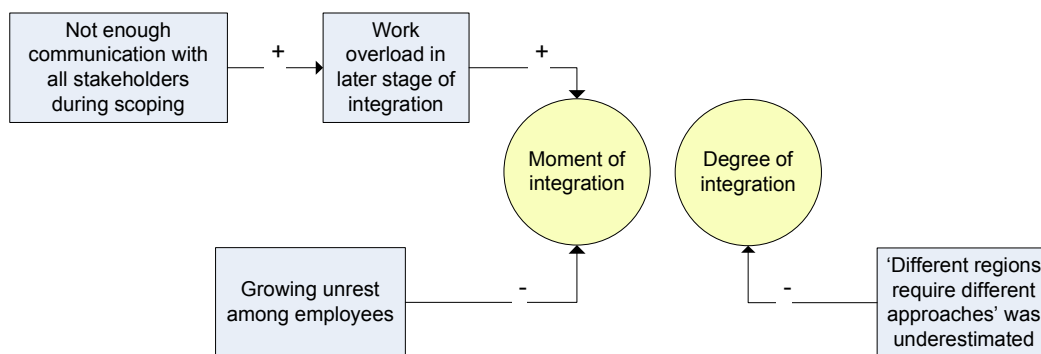 Not enough
communication with
all stakeholders
during scoping
+
Work
overload in
later stage of
integration
+
Moment of
integration
Degree of
integration
Growing unrest
among employees
-
-
‘Different regions
require different
approaches’ was
underestimated